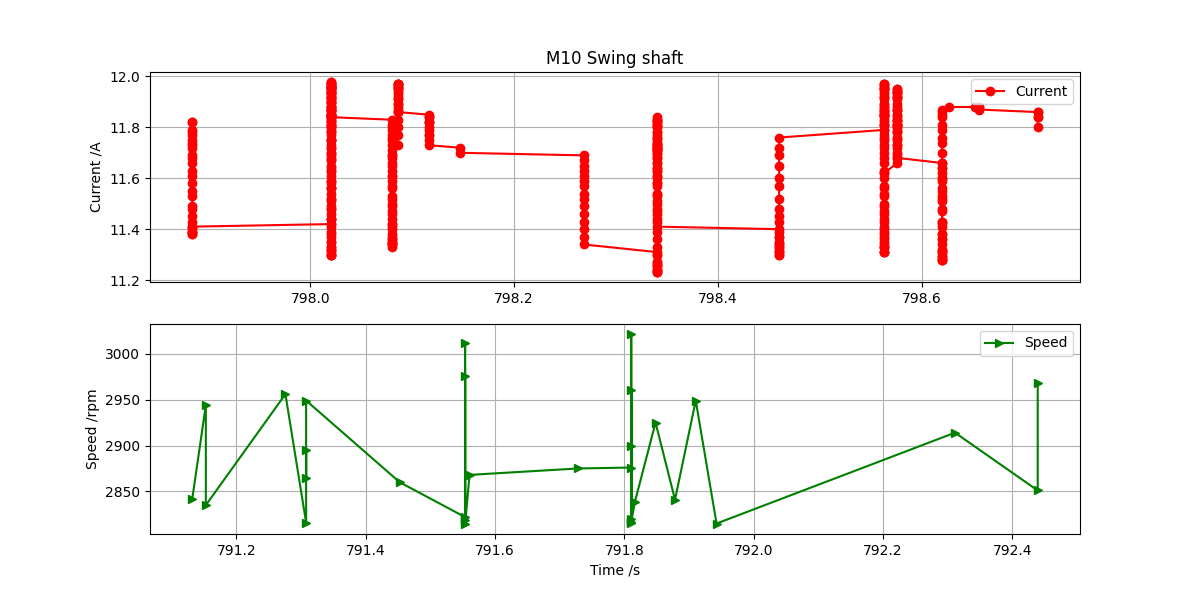 M10 Swing shaft
Current /A
12.0
11.8
11.6
11.4
11.2
Current
798.0 798.2 798.4 798.6
Speed /rpm
3000
2950
2900
2850
Speed
791.2 791.4 791.6 791.8 792.0 792.2 792.4
Time /s